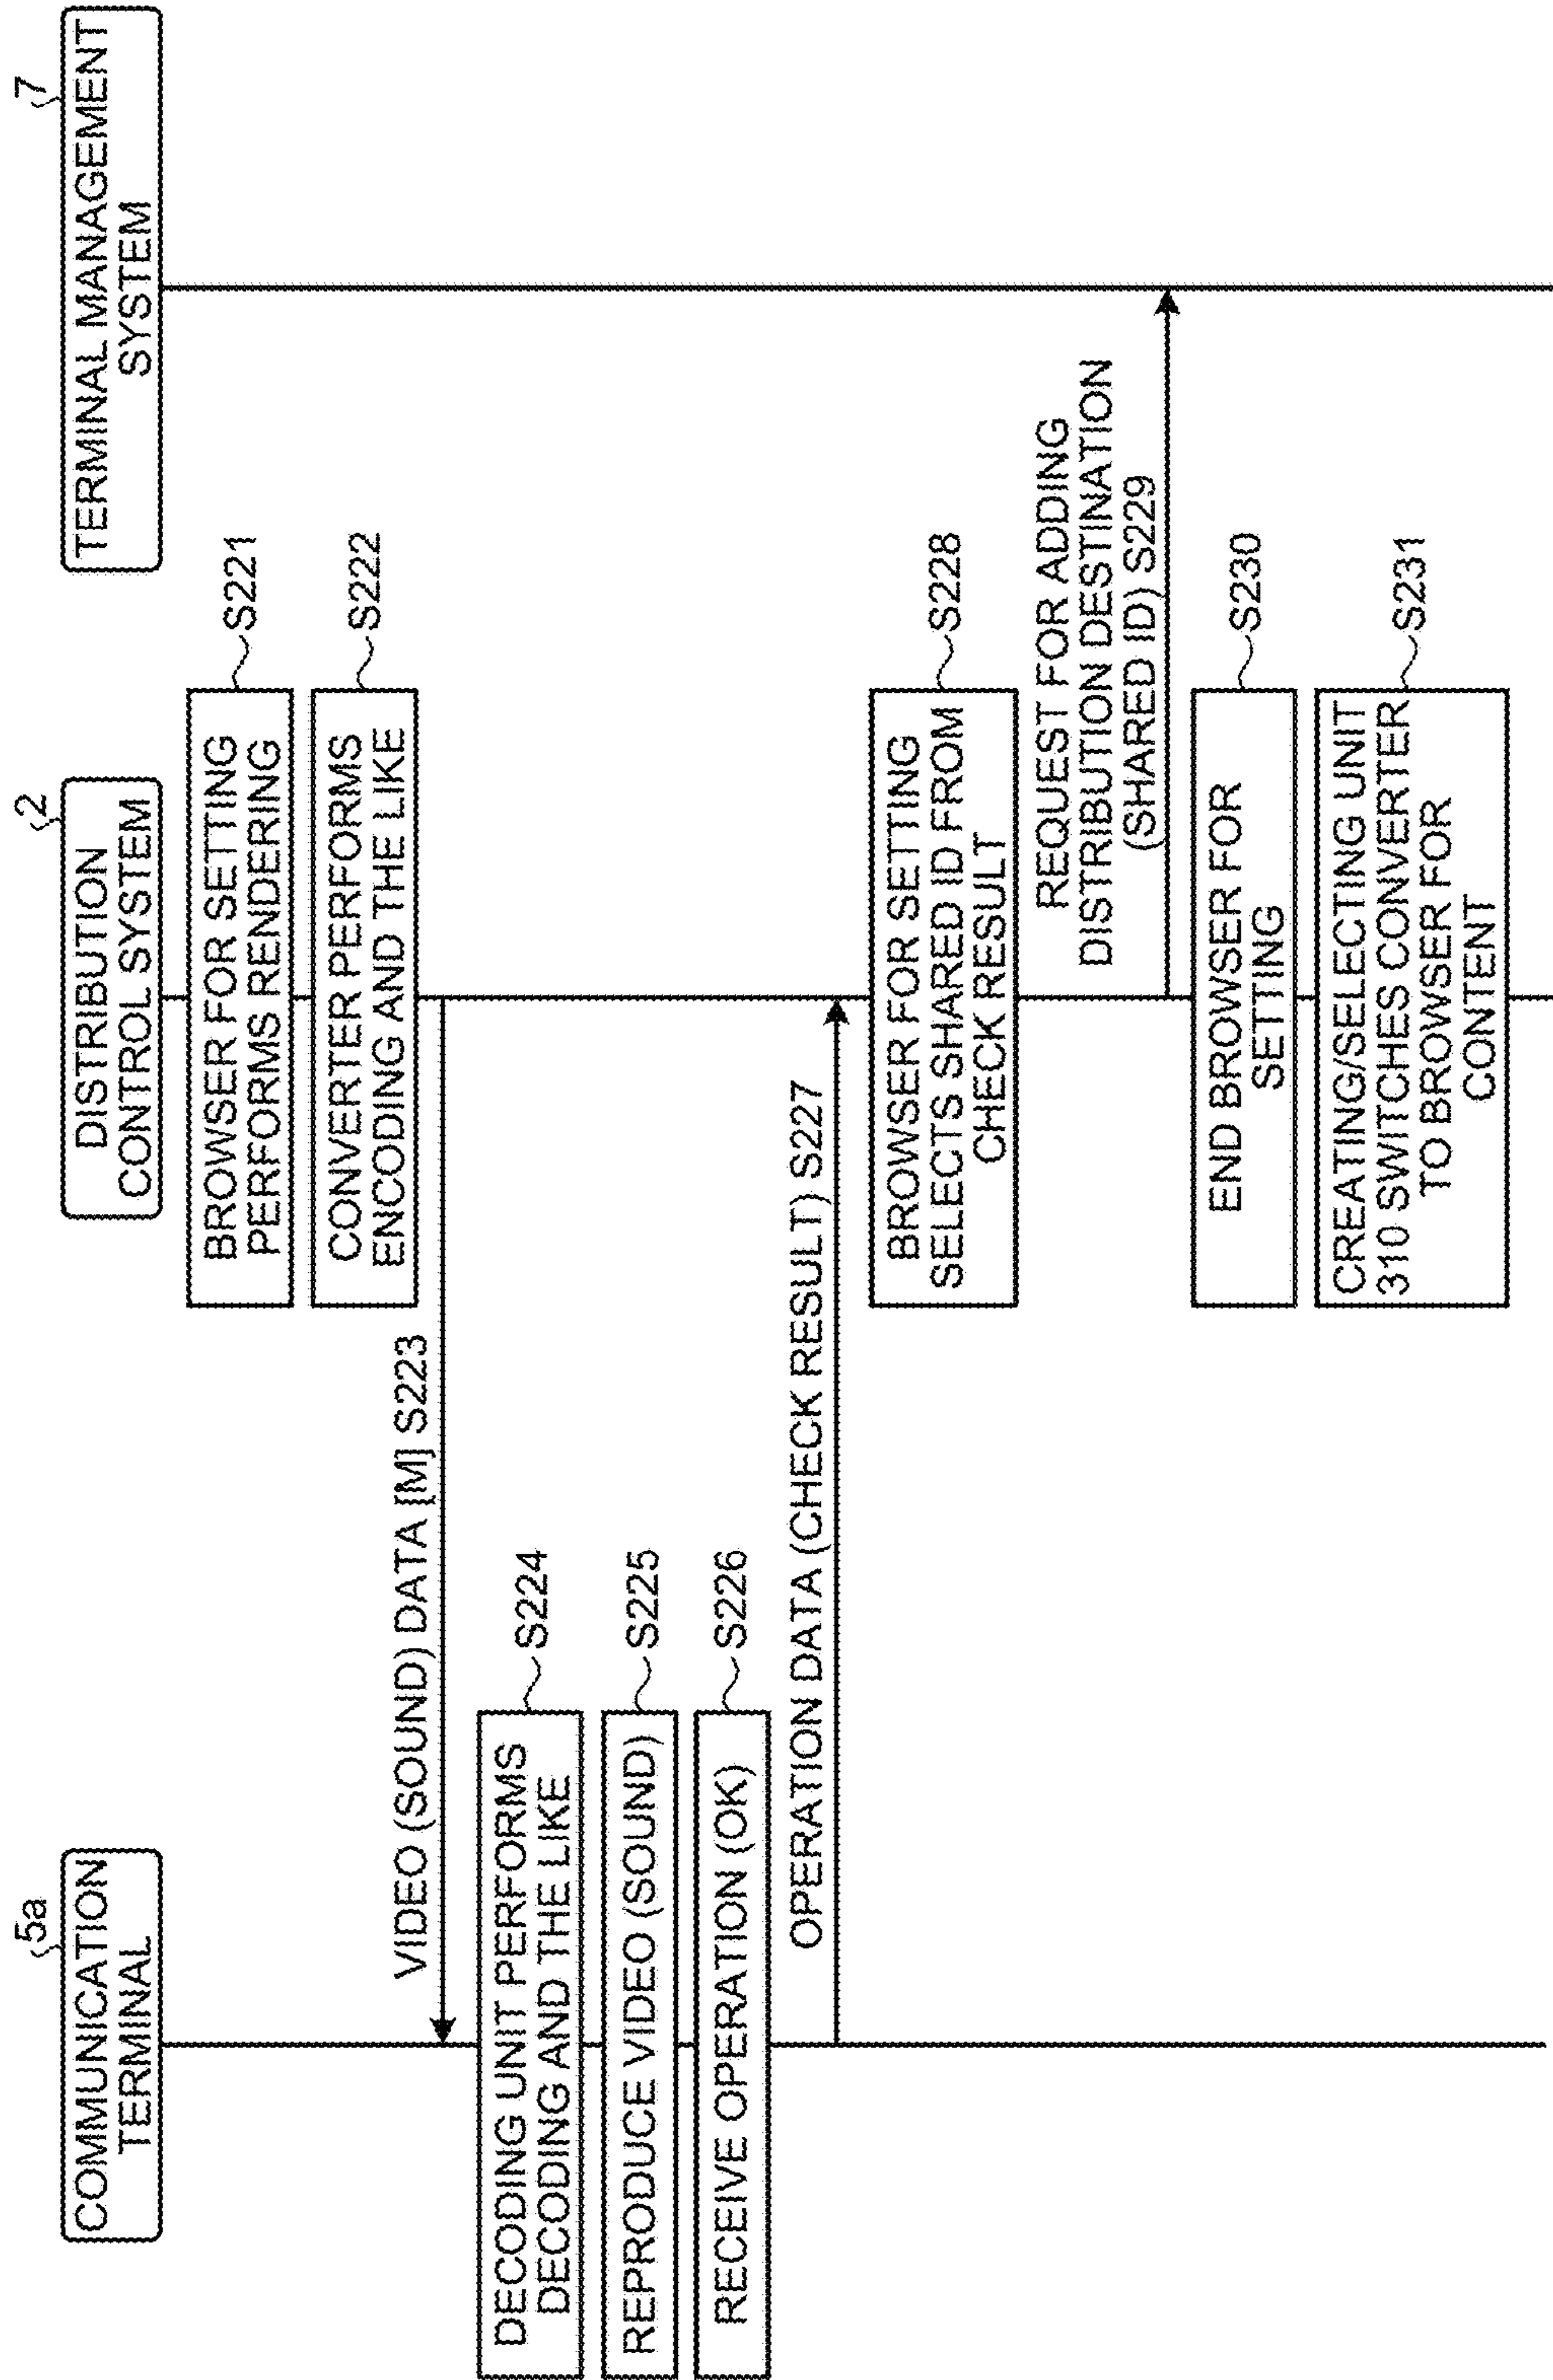 5a
COMMUNICATION
TERMINAL
2
DISTRIBUTION
CONTROL SYSTEM
7
TERMINAL MANAGEMENT
SYSTEM
BROWSER FOR SETTING
PERFORMS RENDERING
S221
CONVERTER PERFORMS
ENCODING AND THE LIKE
S222
VIDEO (SOUND) DATA [M] S223
DECODING UNIT PERFORMS
DECODING AND THE LIKE
S224
REPRODUCE VIDEO (SOUND)
S225
RECEIVE OPERATION (OK)
S226
OPERATION DATA (CHECK RESULT) S227
BROWSER FOR SETTING
SELECTS SHARED ID FROM
CHECK RESULT
S228
REQUEST FOR ADDING
DISTRIBUTION DESTINATION
(SHARED ID) S229
END BROWSER FOR
SETTING
S230
CREATING/SELECTING UNIT
310 SWITCHES CONVERTER
TO BROWSER FOR
CONTENT
S231